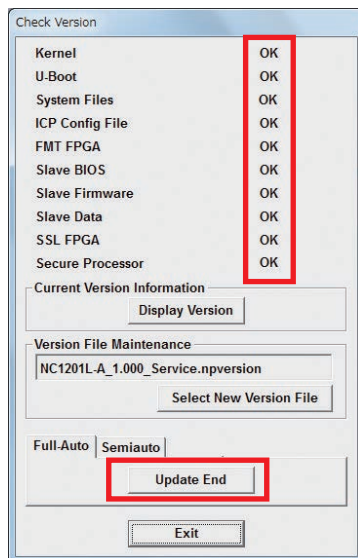 Check Version
Kernel OK
U-Boot OK
System Files OK
ICP Config File OK
FMT FPGA OK
Slave BIOS OK
Slave Firmware OK
Slave Data OK
SSL FPGA OK
Secure Processor OK
Current Version Information
Display Version
Version File Maintenance
NC1201L-A_1.000_Service.npversion
Select New Version File
Full-Auto Semiauto
Update End
Exit